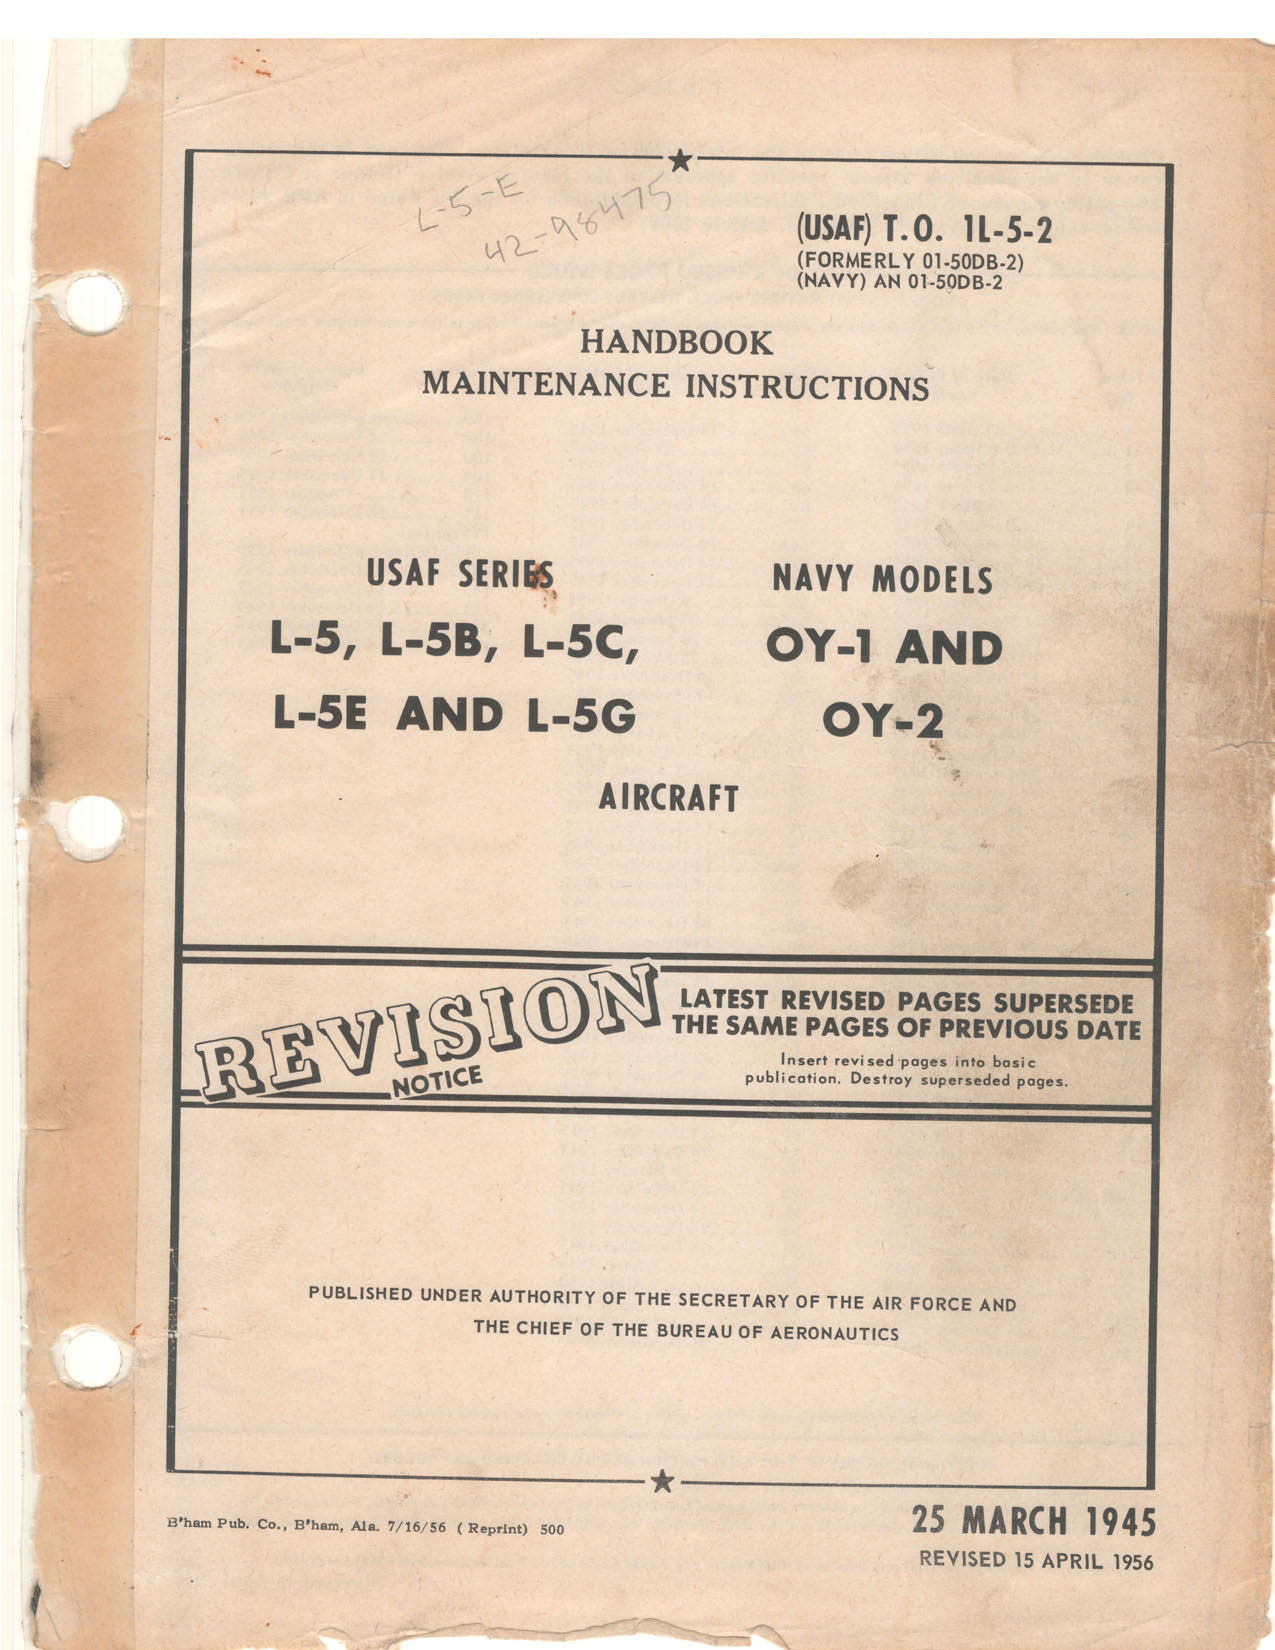 L-5-E
42-98475
(USAF) T.O. 1L-5-2
(FORMERLY 01-50DB-2)
(NAVY) AN 01-50DB-2
HANDBOOK
MAINTENANCE INSTRUCTIONS
USAF SERIES
L-5, L-5B, L-5C,
L-5E AND L-5G
NAVY MODELS
OY-1 AND
OY-2
AIRCRAFT
REVISION
NOTICE
LATEST REVISED PAGES SUPERSEDE
THE SAME PAGES OF PREVIOUS DATE
Insert revised pages into basic
publication. Destroy superseded pages.
PUBLISHED UNDER AUTHORITY OF THE SECRETARY OF THE AIR FORCE AND
THE CHIEF OF THE BUREAU OF AERONAUTICS
B'ham Pub. Co., B'ham, Ala. 7/16/56 ( Reprint) 500
25 MARCH 1945
REVISED 15 APRIL 1956